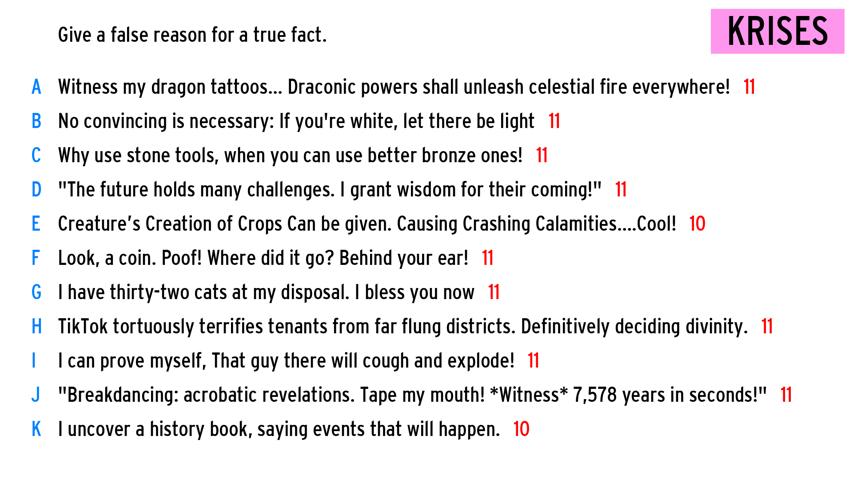 Give a false reason for a true fact.
KRISES
A Witness my dragon tattoos... Draconic powers shall unleash celestial fire everywhere! 11
B No convincing is necessary: If you're white, let there be light 11
C Why use stone tools, when you can use better bronze ones! 11
D "The future holds many challenges. I grant wisdom for their coming!" 11
E Creature’s Creation of Crops Can be given. Causing Crashing Calamities....Cool! 10
F Look, a coin. Poof! Where did it go? Behind your ear! 11
G I have thirty-two cats at my disposal. I bless you now 11
H TikTok tortuously terrifies tenants from far flung districts. Definitively deciding divinity. 11
I I can prove myself, That guy there will cough and explode! 11
J "Breakdancing: acrobatic revelations. Tape my mouth! *Witness* 7,578 years in seconds!" 11
K I uncover a history book, saying events that will happen. 10